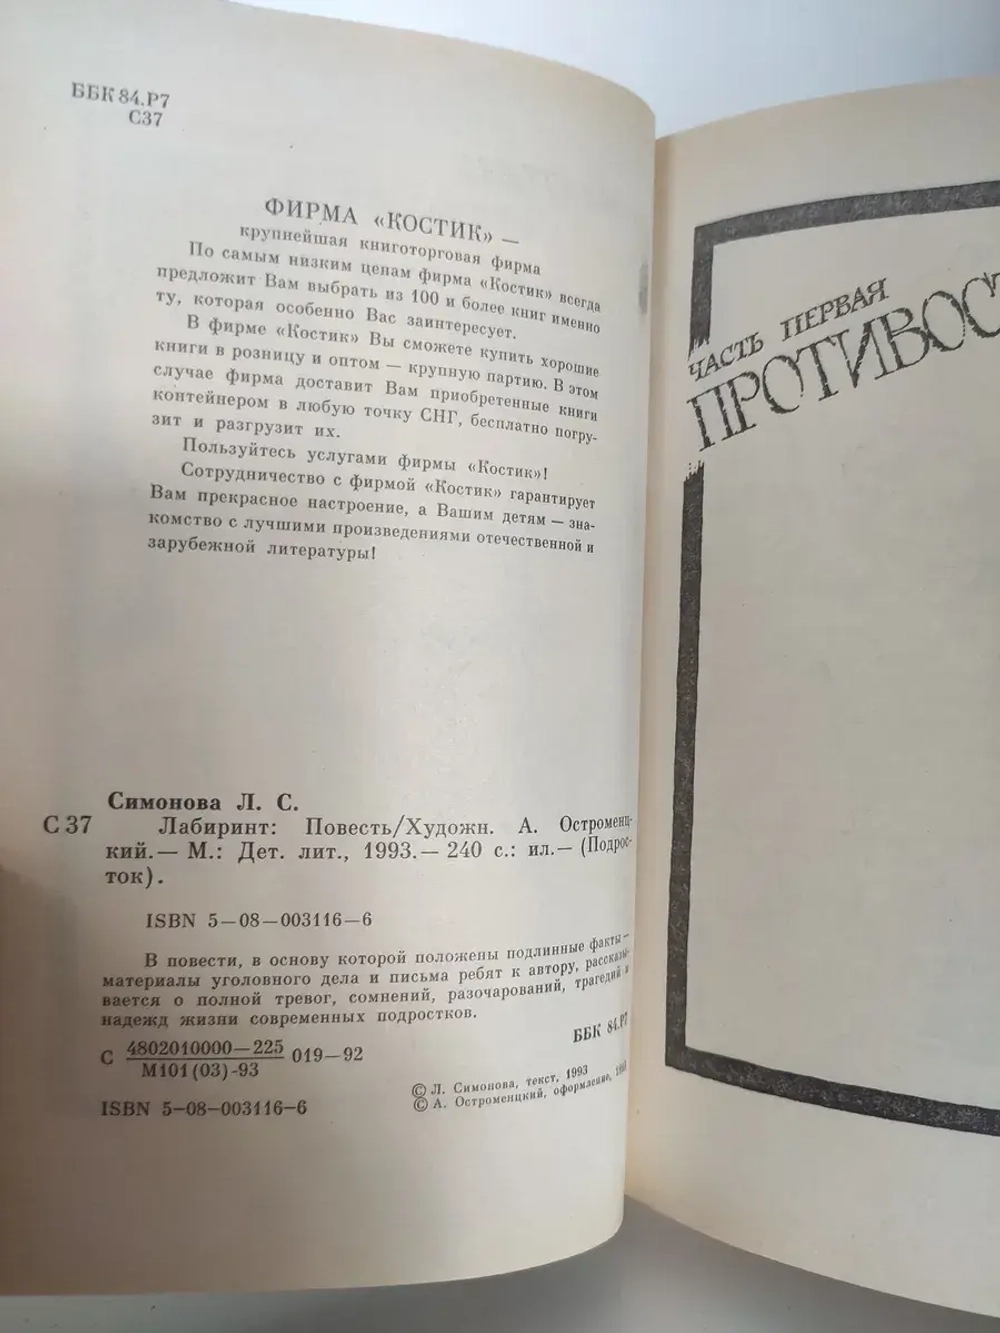 ББК 84.Р7
С37
ФИРМА «КОСТИК» —
крупнейшая книготорговая фирма
По самым низким ценам фирма «Костик» всегда
предложит Вам выбрать из 100 и более книг именно
ту, которая особенно Вас заинтересует.
В фирме «Костик» Вы сможете купить хорошие
книги в розницу и оптом — крупную партию. В этом
случае фирма доставит Вам приобретенные книги
контейнером в любую точку СНГ, бесплатно погру-
зит и разгрузит их.
Пользуйтесь услугами фирмы «Костик»!
Сотрудничество с фирмой «Костик» гарантирует
Вам прекрасное настроение, а Вашим детям — зна-
комство с лучшими произведениями отечественной и
зарубежной литературы!
Симонова Л. С.
С 37 Лабиринт: Повесть/Художн. А. Остроменц-
кий.— М.: Дет. лит., 1993.— 240 с.: ил.— (Подрос-
ток).
ISBN 5—08—003116—6
В повести, в основу которой положены подлинные факты —
материалы уголовного дела и письма ребят к автору, рассказы-
вается о полной тревог, сомнений, разочарований, трагедий и
надежд жизни современных подростков.
ББК 84.Р7
С 4802010000—225 019—92
М101(03)-93
ISBN 5—08—003116—6
© Л. Симонова, текст, 1993
© А. Остроменцкий, оформление,
ЧАСТЬ ПЕРВАЯ
ПРОТИВОСТ